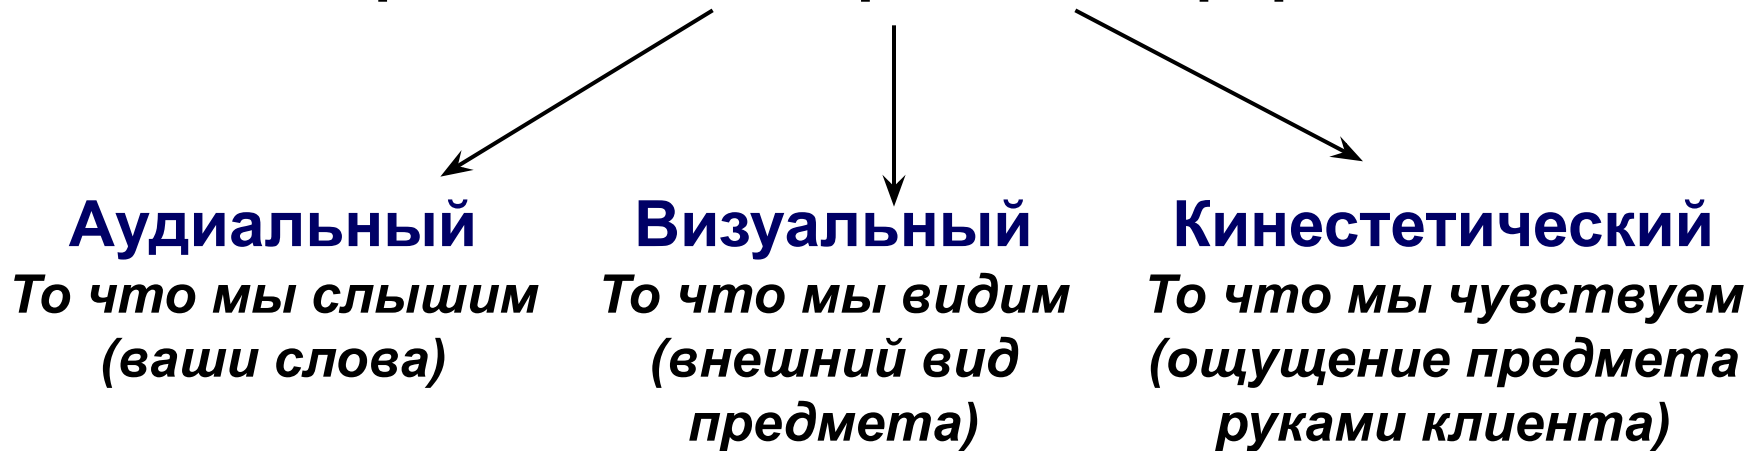 Аудиальный
То что мы слышим
(ваши слова)
Визуальный
То что мы видим
(внешний вид
предмета)
Кинестетический
То что мы чувствуем
(ощущение предмета
руками клиента)